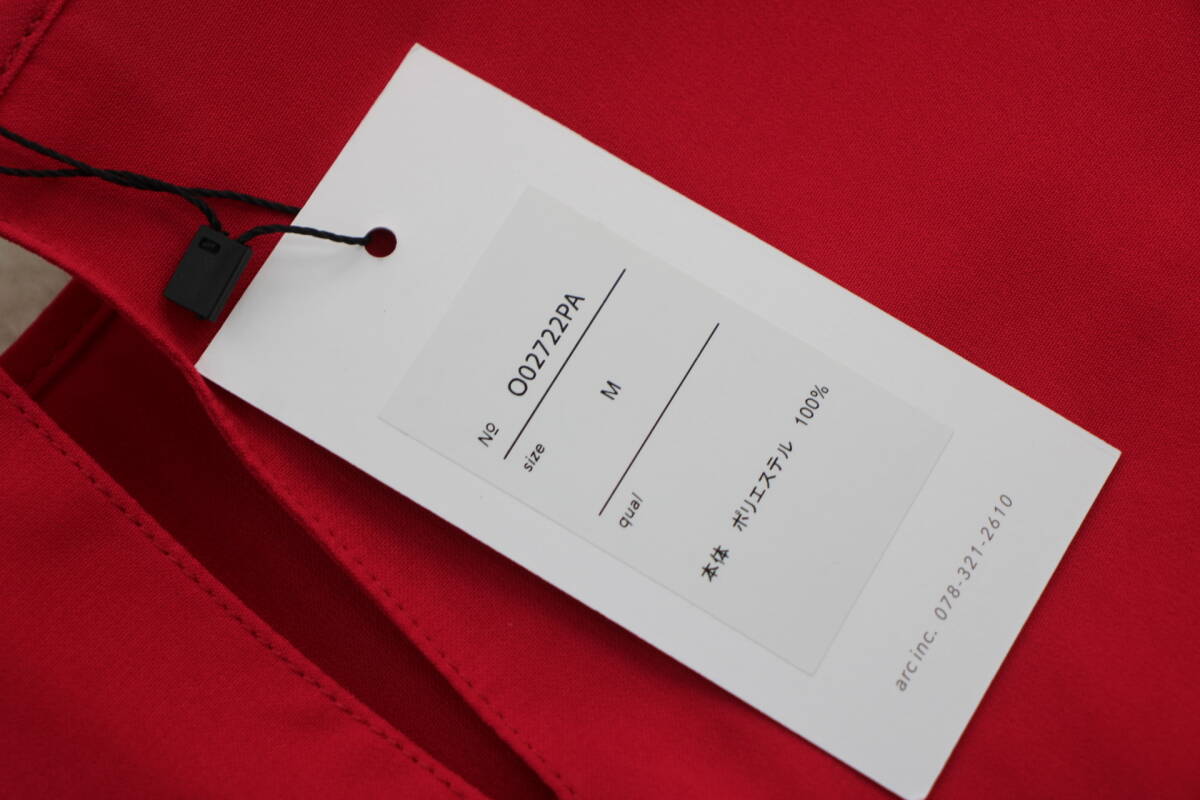 № O02722PA
size M
qual
本体 ポリエステル 100%
arc inc. 078-321-2610